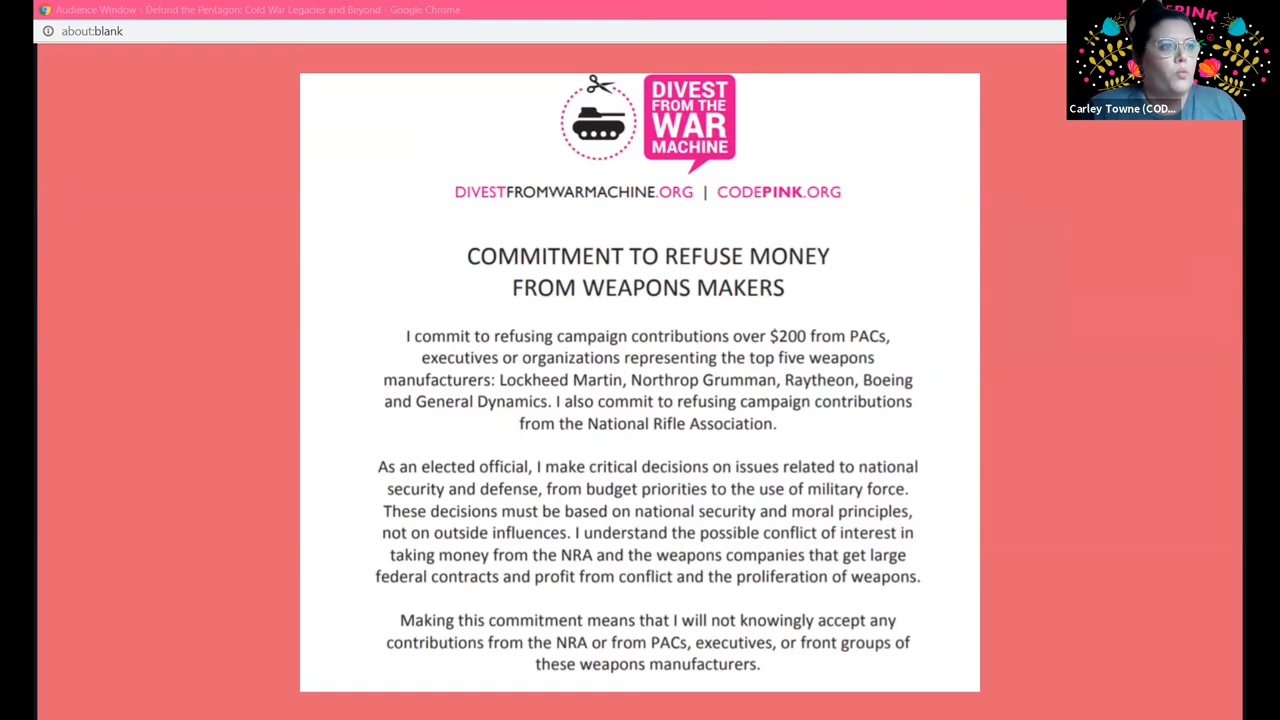 Audience Window - Defund the Pentagon: Cold War Legacies and Beyond - Google Chrome
about:blank
Carley Towne (COD...
DIVEST
FROM THE
WAR
MACHINE
DIVESTFROMWARMACHINE.ORG | CODEPINK.ORG
COMMITMENT TO REFUSE MONEY
FROM WEAPONS MAKERS
I commit to refusing campaign contributions over $200 from PACs,
executives or organizations representing the top five weapons
manufacturers: Lockheed Martin, Northrop Grumman, Raytheon, Boeing
and General Dynamics. I also commit to refusing campaign contributions
from the National Rifle Association.
As an elected official, I make critical decisions on issues related to national
security and defense, from budget priorities to the use of military force.
These decisions must be based on national security and moral principles,
not on outside influences. I understand the possible conflict of interest in
taking money from the NRA and the weapons companies that get large
federal contracts and profit from conflict and the proliferation of weapons.
Making this commitment means that I will not knowingly accept any
contributions from the NRA or from PACs, executives, or front groups of
these weapons manufacturers.